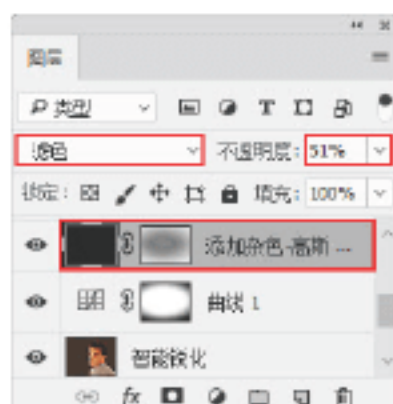 图层
类型
滤色 不透明度: 51%
锁定: 填充: 100%
添加杂色-高斯 ...
曲线 1
智能锐化
fx